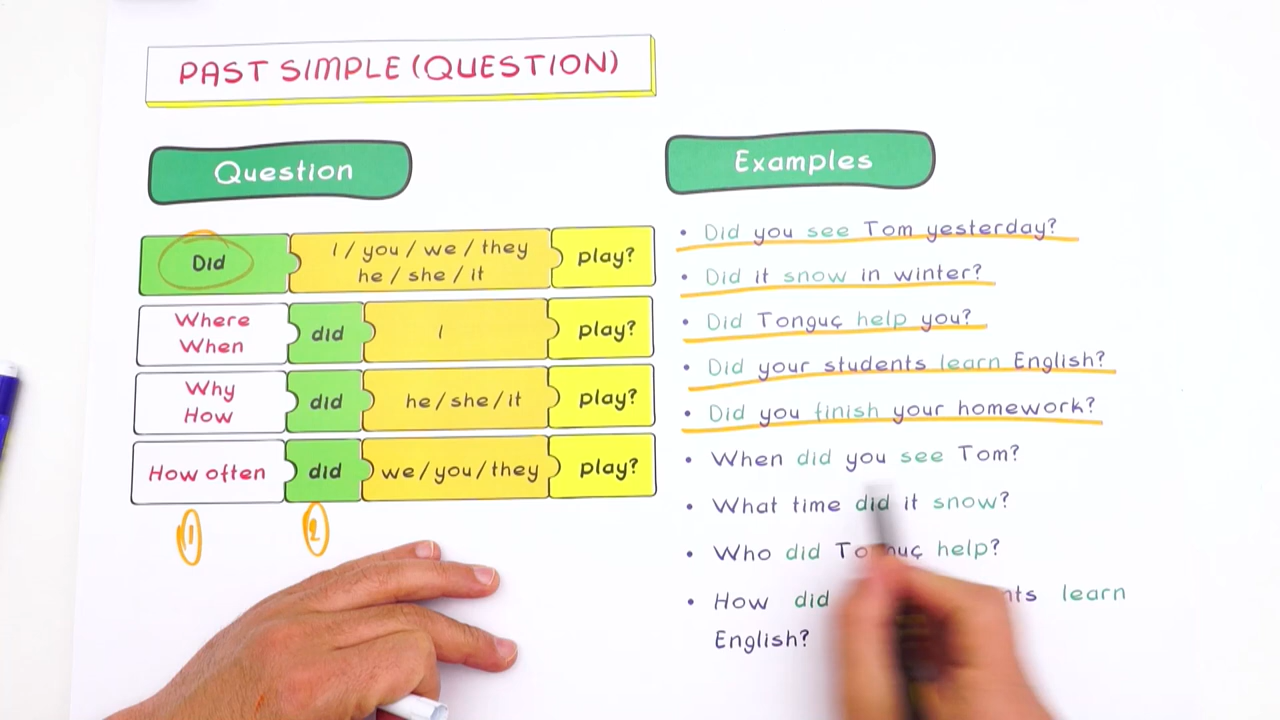 PAST SIMPLE (QUESTION)
Question
Did
I / you / we / they
he / she / it
play?
Where
When
did
I
play?
Why
How
did
he / she / it
play?
How often
did
we / you / they
play?
1
2
Examples
• Did you see Tom yesterday?
• Did it snow in winter?
• Did Tonguç help you?
• Did your students learn English?
• Did you finish your homework?
• When did you see Tom?
• What time did it snow?
• Who did Tonguç help?
• How did learn
English?